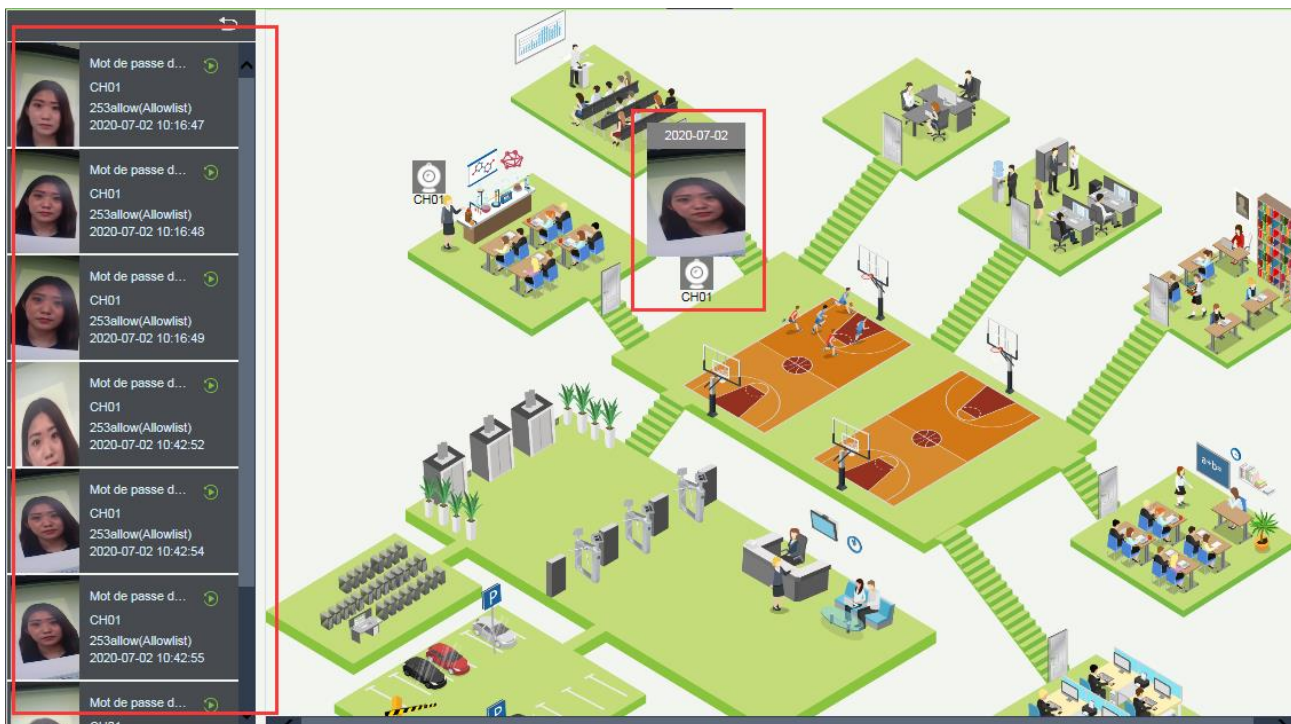 Mot de passe d...
CH01
253allow(Allowlist)
2020-07-02 10:16:47
Mot de passe d...
CH01
253allow(Allowlist)
2020-07-02 10:16:48
Mot de passe d...
CH01
253allow(Allowlist)
2020-07-02 10:16:49
Mot de passe d...
CH01
253allow(Allowlist)
2020-07-02 10:42:52
Mot de passe d...
CH01
253allow(Allowlist)
2020-07-02 10:42:54
Mot de passe d...
CH01
253allow(Allowlist)
2020-07-02 10:42:55
Mot de passe d...
CH01
2020-07-02
CH01
CH01
a+b=
P
P